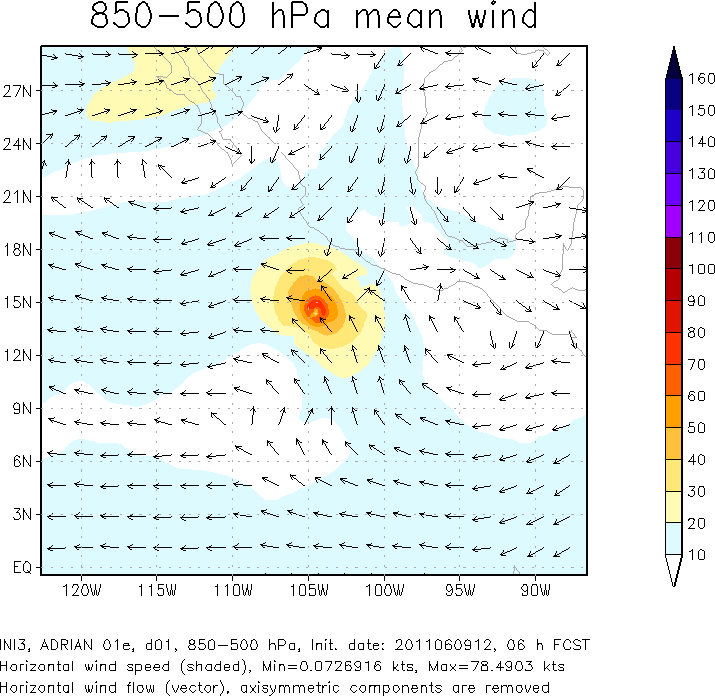 850−500 hPa mean wind
27N
24N
21N
18N
15N
12N
9N
6N
3N
EQ
120W 115W 110W 105W 100W 95W 90W
160
150
140
130
120
110
100
90
80
70
60
50
40
30
20
10
INI3, ADRIAN 01e, d01, 850−500 hPa, Init. date: 2011060912, 06 h FCST
Horizontal wind speed (shaded), Min=0.0726916 kts, Max=78.4903 kts
Horizontal wind flow (vector), axisymmetric components are removed